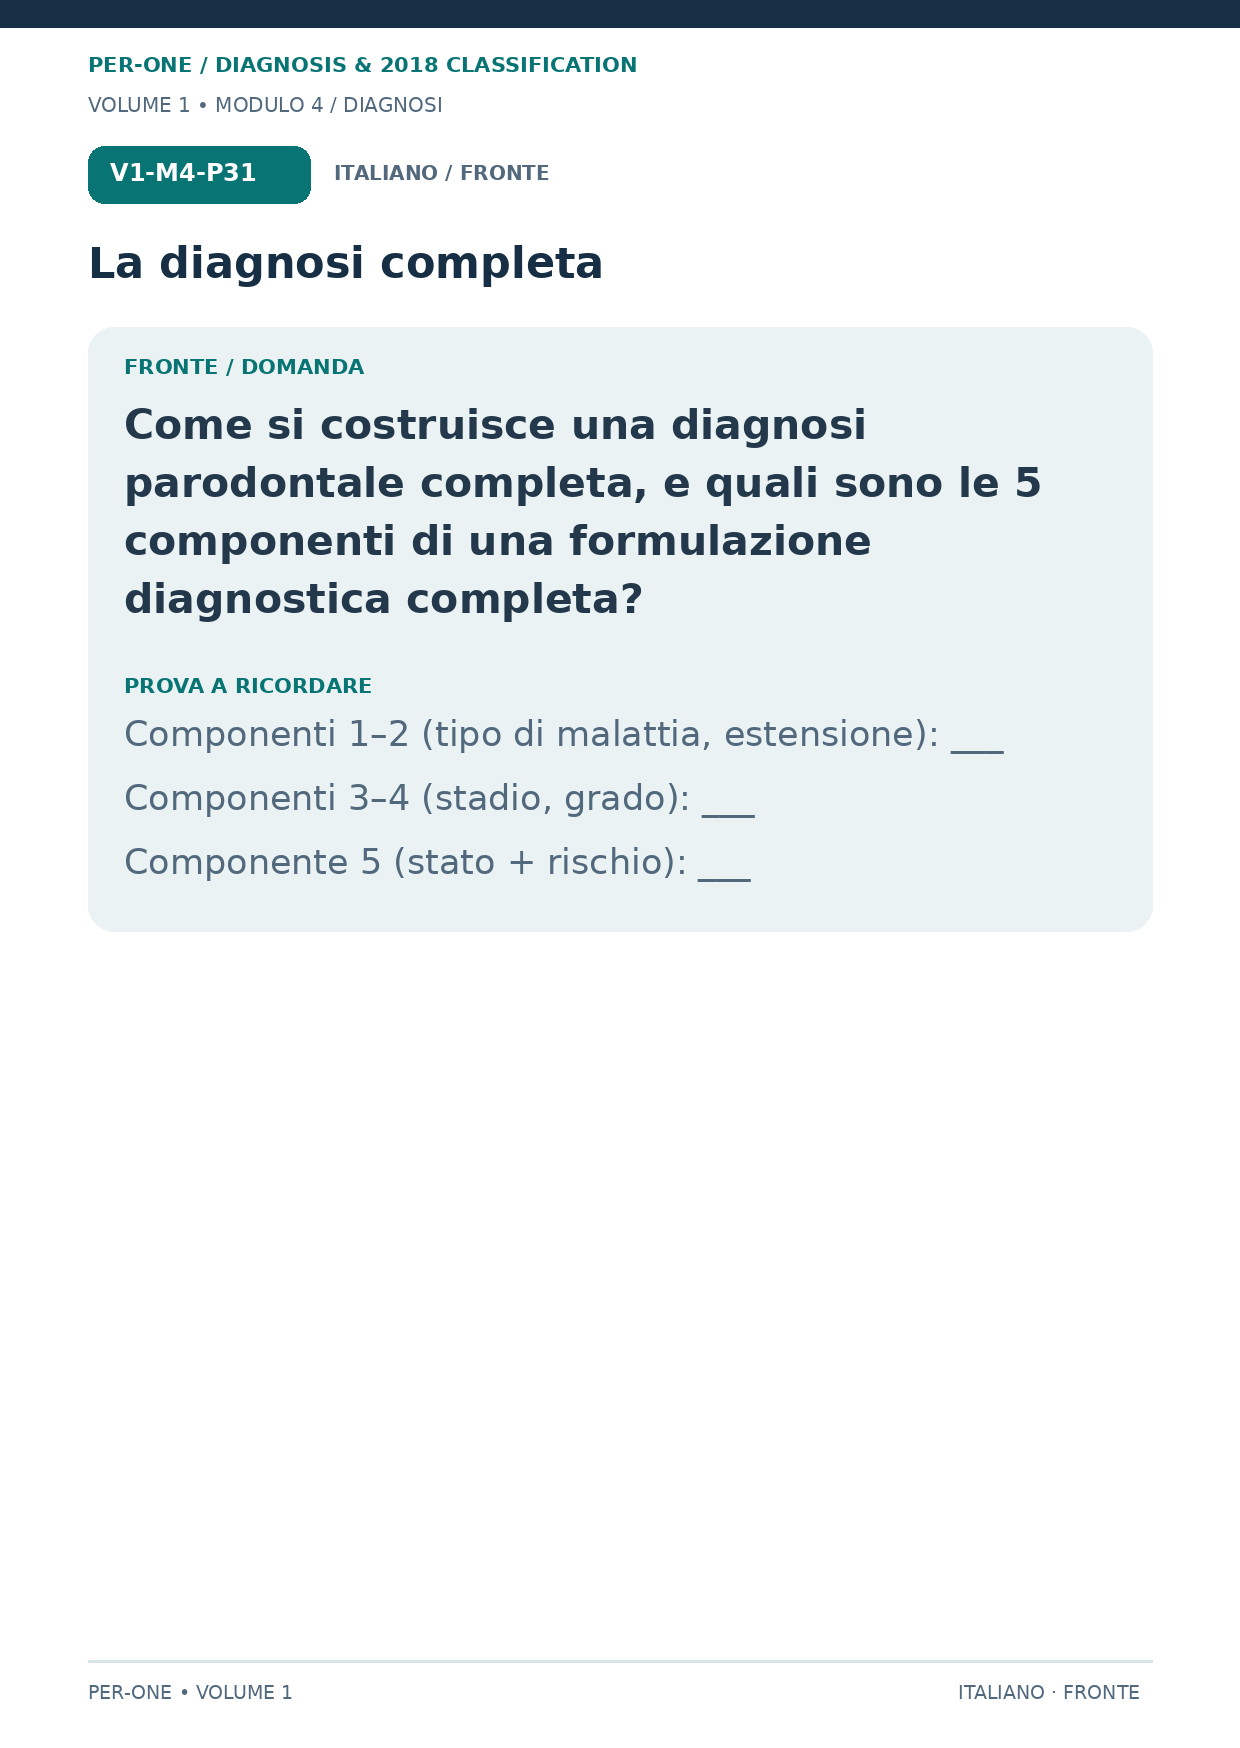 PER-ONE / DIAGNOSIS & 2018 CLASSIFICATION
VOLUME 1 • MODULO 4 / DIAGNOSI
V1-M4-P31
ITALIANO / FRONTE
La diagnosi completa
FRONTE / DOMANDA
Come si costruisce una diagnosi
parodontale completa, e quali sono le 5
componenti di una formulazione
diagnostica completa?
PROVA A RICORDARE
Componenti 1–2 (tipo di malattia, estensione): ___
Componenti 3–4 (stadio, grado): ___
Componente 5 (stato + rischio): ___
PER-ONE • VOLUME 1
ITALIANO · FRONTE